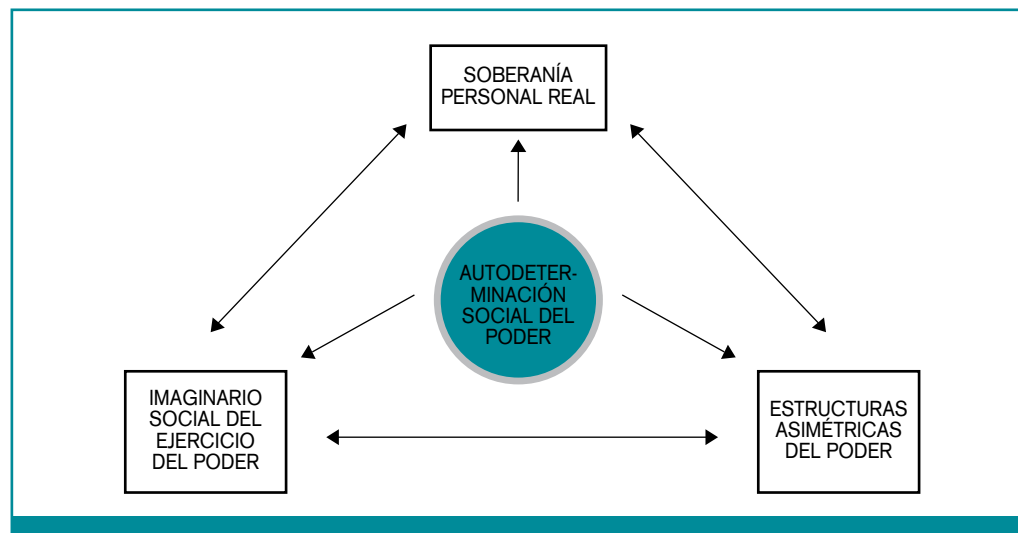 SOBERANÍA
PERSONAL REAL
AUTODETER-
MINACIÓN
SOCIAL DEL
PODER
IMAGINARIO
SOCIAL DEL
EJERCICIO
DEL PODER
ESTRUCTURAS
ASIMÉTRICAS
DEL PODER